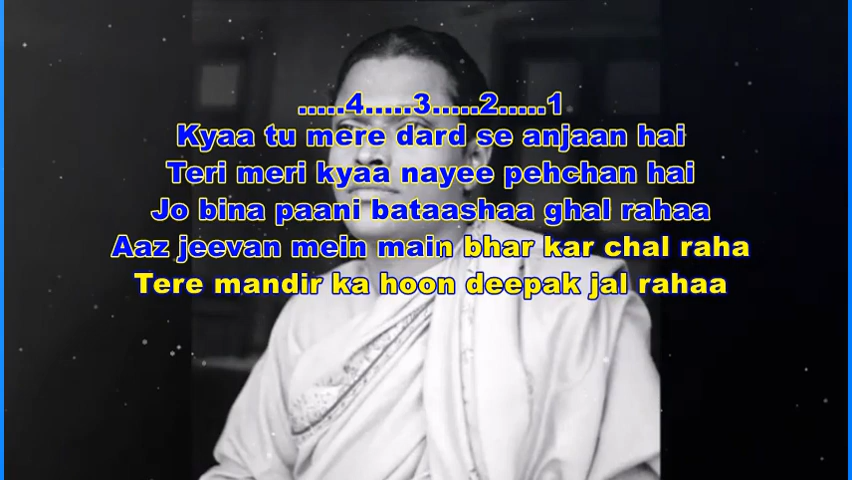 .....4.....3.....2.....1
Kyaa tu mere dard se anjaan hai
Teri meri kyaa nayee pehchan hai
Jo bina paani bataashaa ghal rahaa
Aaz jeevan mein main bhar kar chal raha
Tere mandir ka hoon deepak jal rahaa